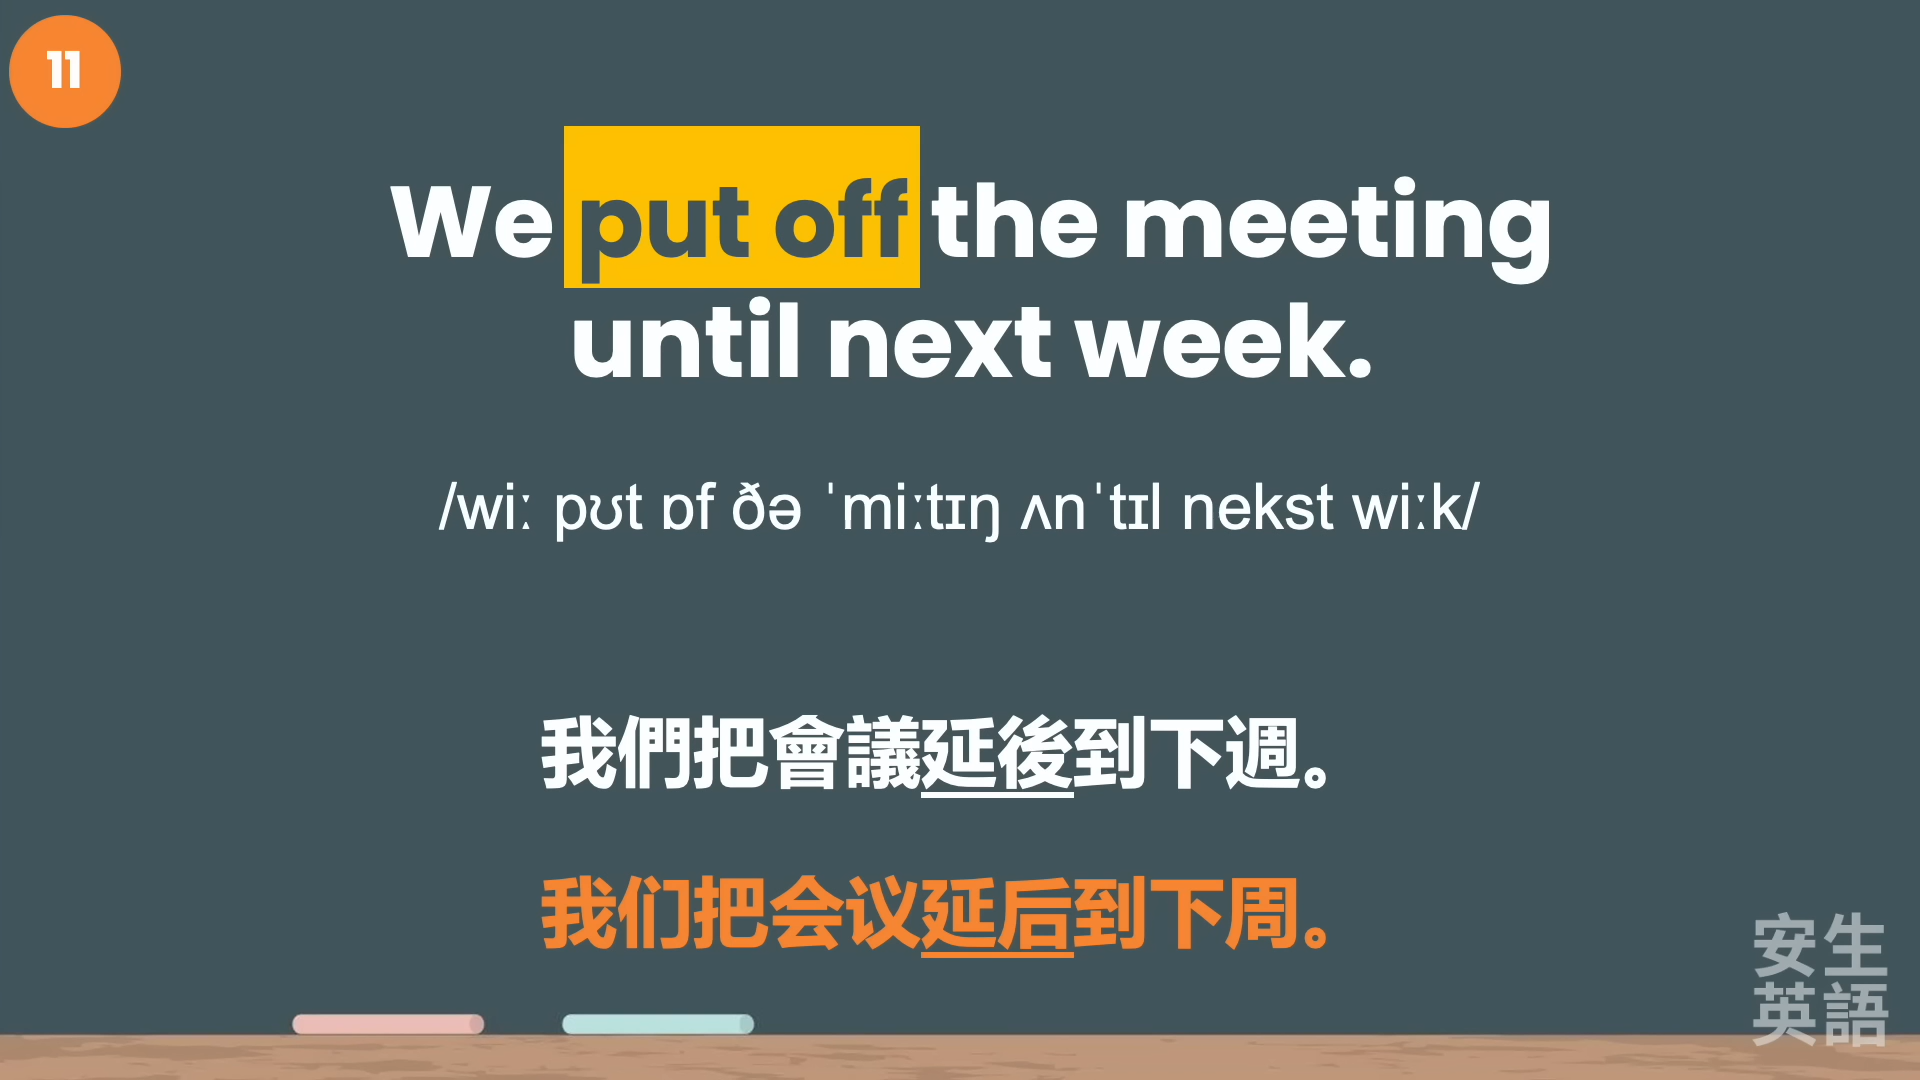 11
We put off the meeting
until next week.
/wiː pʊt ɒf ðə ˈmiːtɪŋ ʌnˈtɪl nekst wiːk/
我們把會議延後到下週。
我们把会议延后到下周。
安生
英語